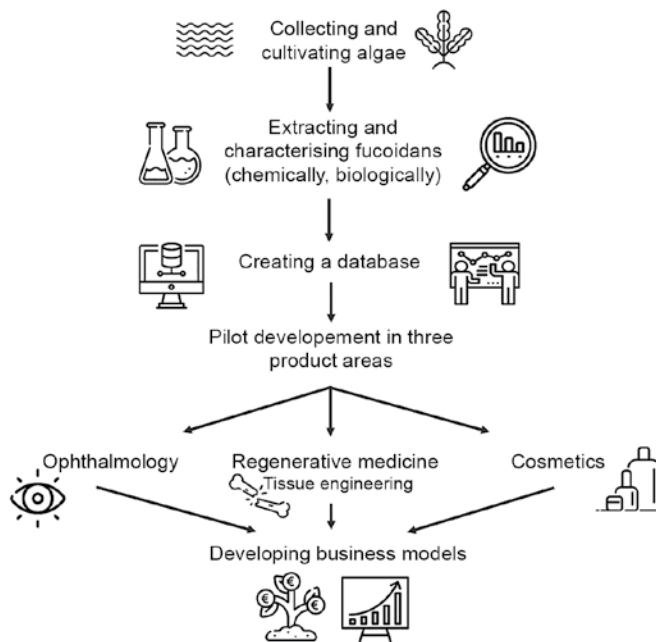 Collecting and
cultivating algae
Extracting and
characterising fucoidans
(chemically, biologically)
Creating a database
Pilot developement in three
product areas
Ophthalmology
Regenerative medicine
Tissue engineering
Cosmetics
Developing business models
€
€
€